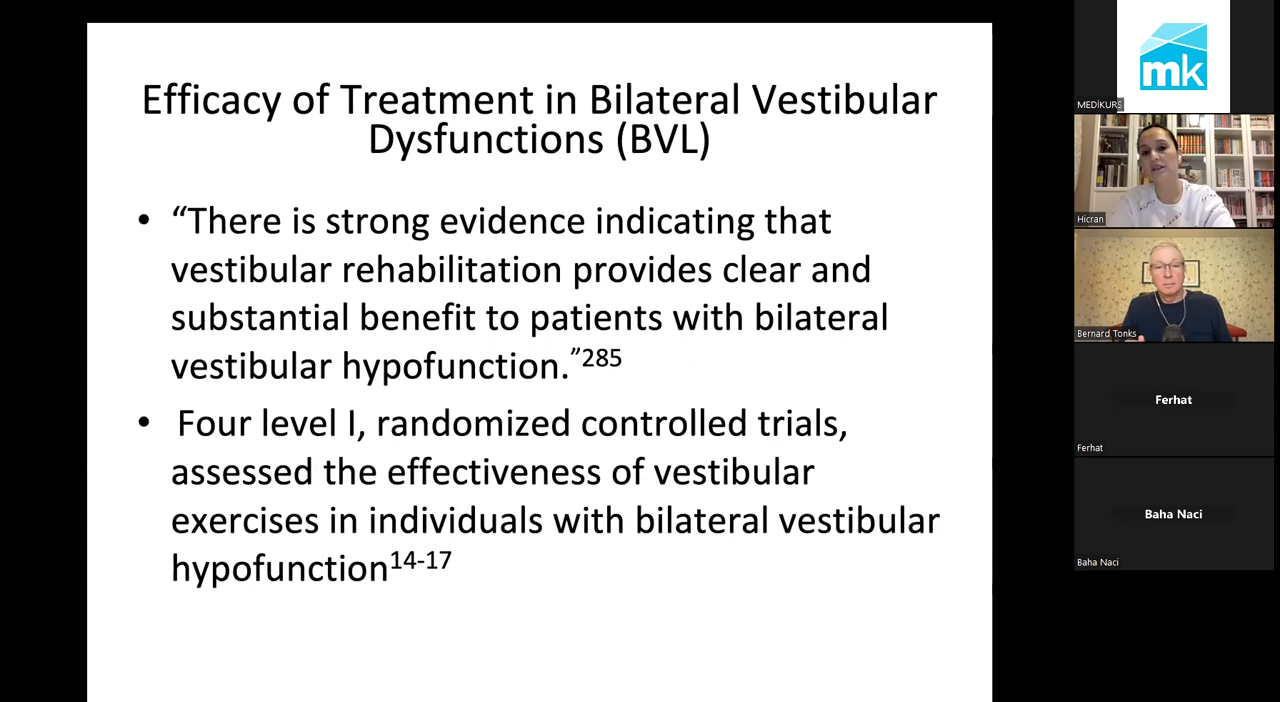 Efficacy of Treatment in Bilateral Vestibular
Dysfunctions (BVL)
• “There is strong evidence indicating that
vestibular rehabilitation provides clear and
substantial benefit to patients with bilateral
vestibular hypofunction.”285
• Four level I, randomized controlled trials,
assessed the effectiveness of vestibular
exercises in individuals with bilateral vestibular
hypofunction14-17
mk
MEDİKURS
Hicran
Bernard Tonks
Ferhat
Ferhat
Baha Naci
Baha Naci